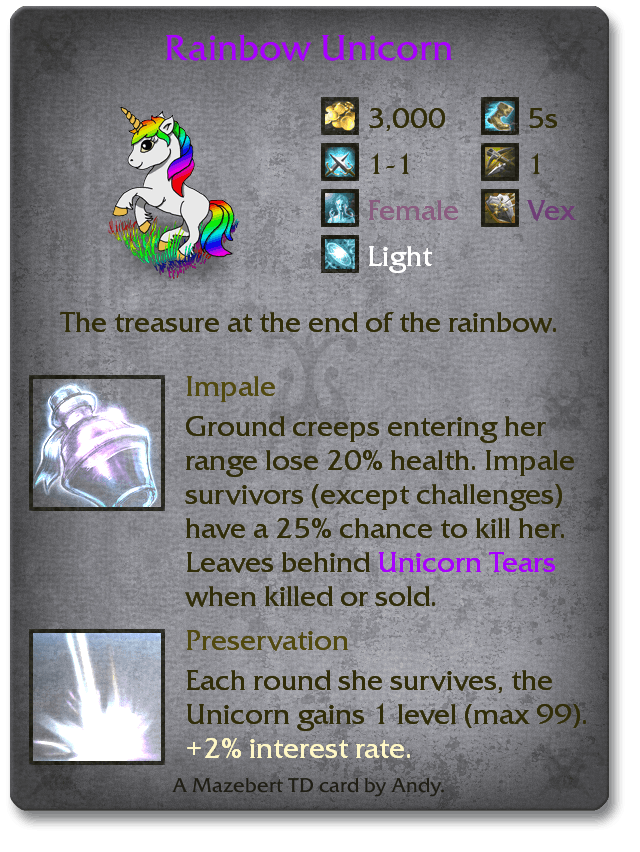 Rainbow Unicorn
3,000 5s
1-1 1
Female Vex
Light
The treasure at the end of the rainbow.
Impale
Ground creeps entering her
range lose 20% health. Impale
survivors (except challenges)
have a 25% chance to kill her.
Leaves behind Unicorn Tears
when killed or sold.
Preservation
Each round she survives, the
Unicorn gains 1 level (max 99).
+2% interest rate.
A Mazebert TD card by Andy.